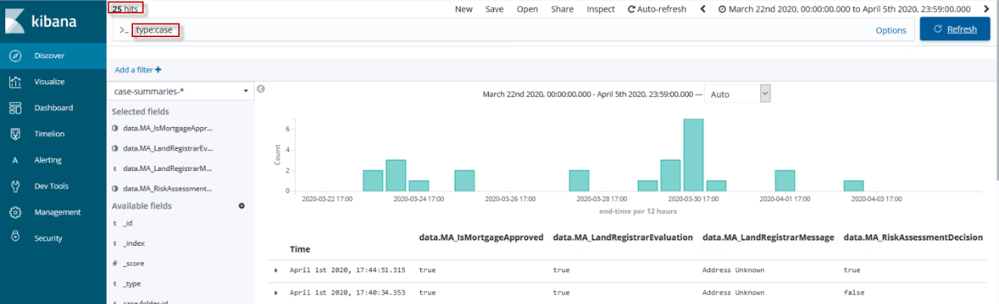 kibana
Discover
Visualize
Dashboard
Timelion
A Alerting
Dev Tools
Management
Security
25 hits
New Save Open Share Inspect Auto-refresh March 22nd 2020, 00:00:00.000 to April 5th 2020, 23:59:00.000
>_ type:case
Options Refresh
Add a filter +
case-summaries-*
Selected fields
data.MA_IsMortgageAppr...
data.MA_LandRegistrarEv...
t data.MA_LandRegistrarM...
data.MA_RiskAssessment...
Available fields
t _id
t _index
# _score
t _type
t case-folder-id
March 22nd 2020, 00:00:00.000 - April 5th 2020, 23:59:00.000 — Auto
Count
6
4
2
0
2020-03-22 17:00 2020-03-24 17:00 2020-03-26 17:00 2020-03-28 17:00 2020-03-30 17:00 2020-04-01 17:00 2020-04-03 17:00
end-time per 12 hours
Time data.MA_IsMortgageApproved data.MA_LandRegistrarEvaluation data.MA_LandRegistrarMessage data.MA_RiskAssessmentDecision
April 1st 2020, 17:44:51.315 true true Address Unknown true
April 1st 2020, 17:40:34.353 true true Address Unknown false